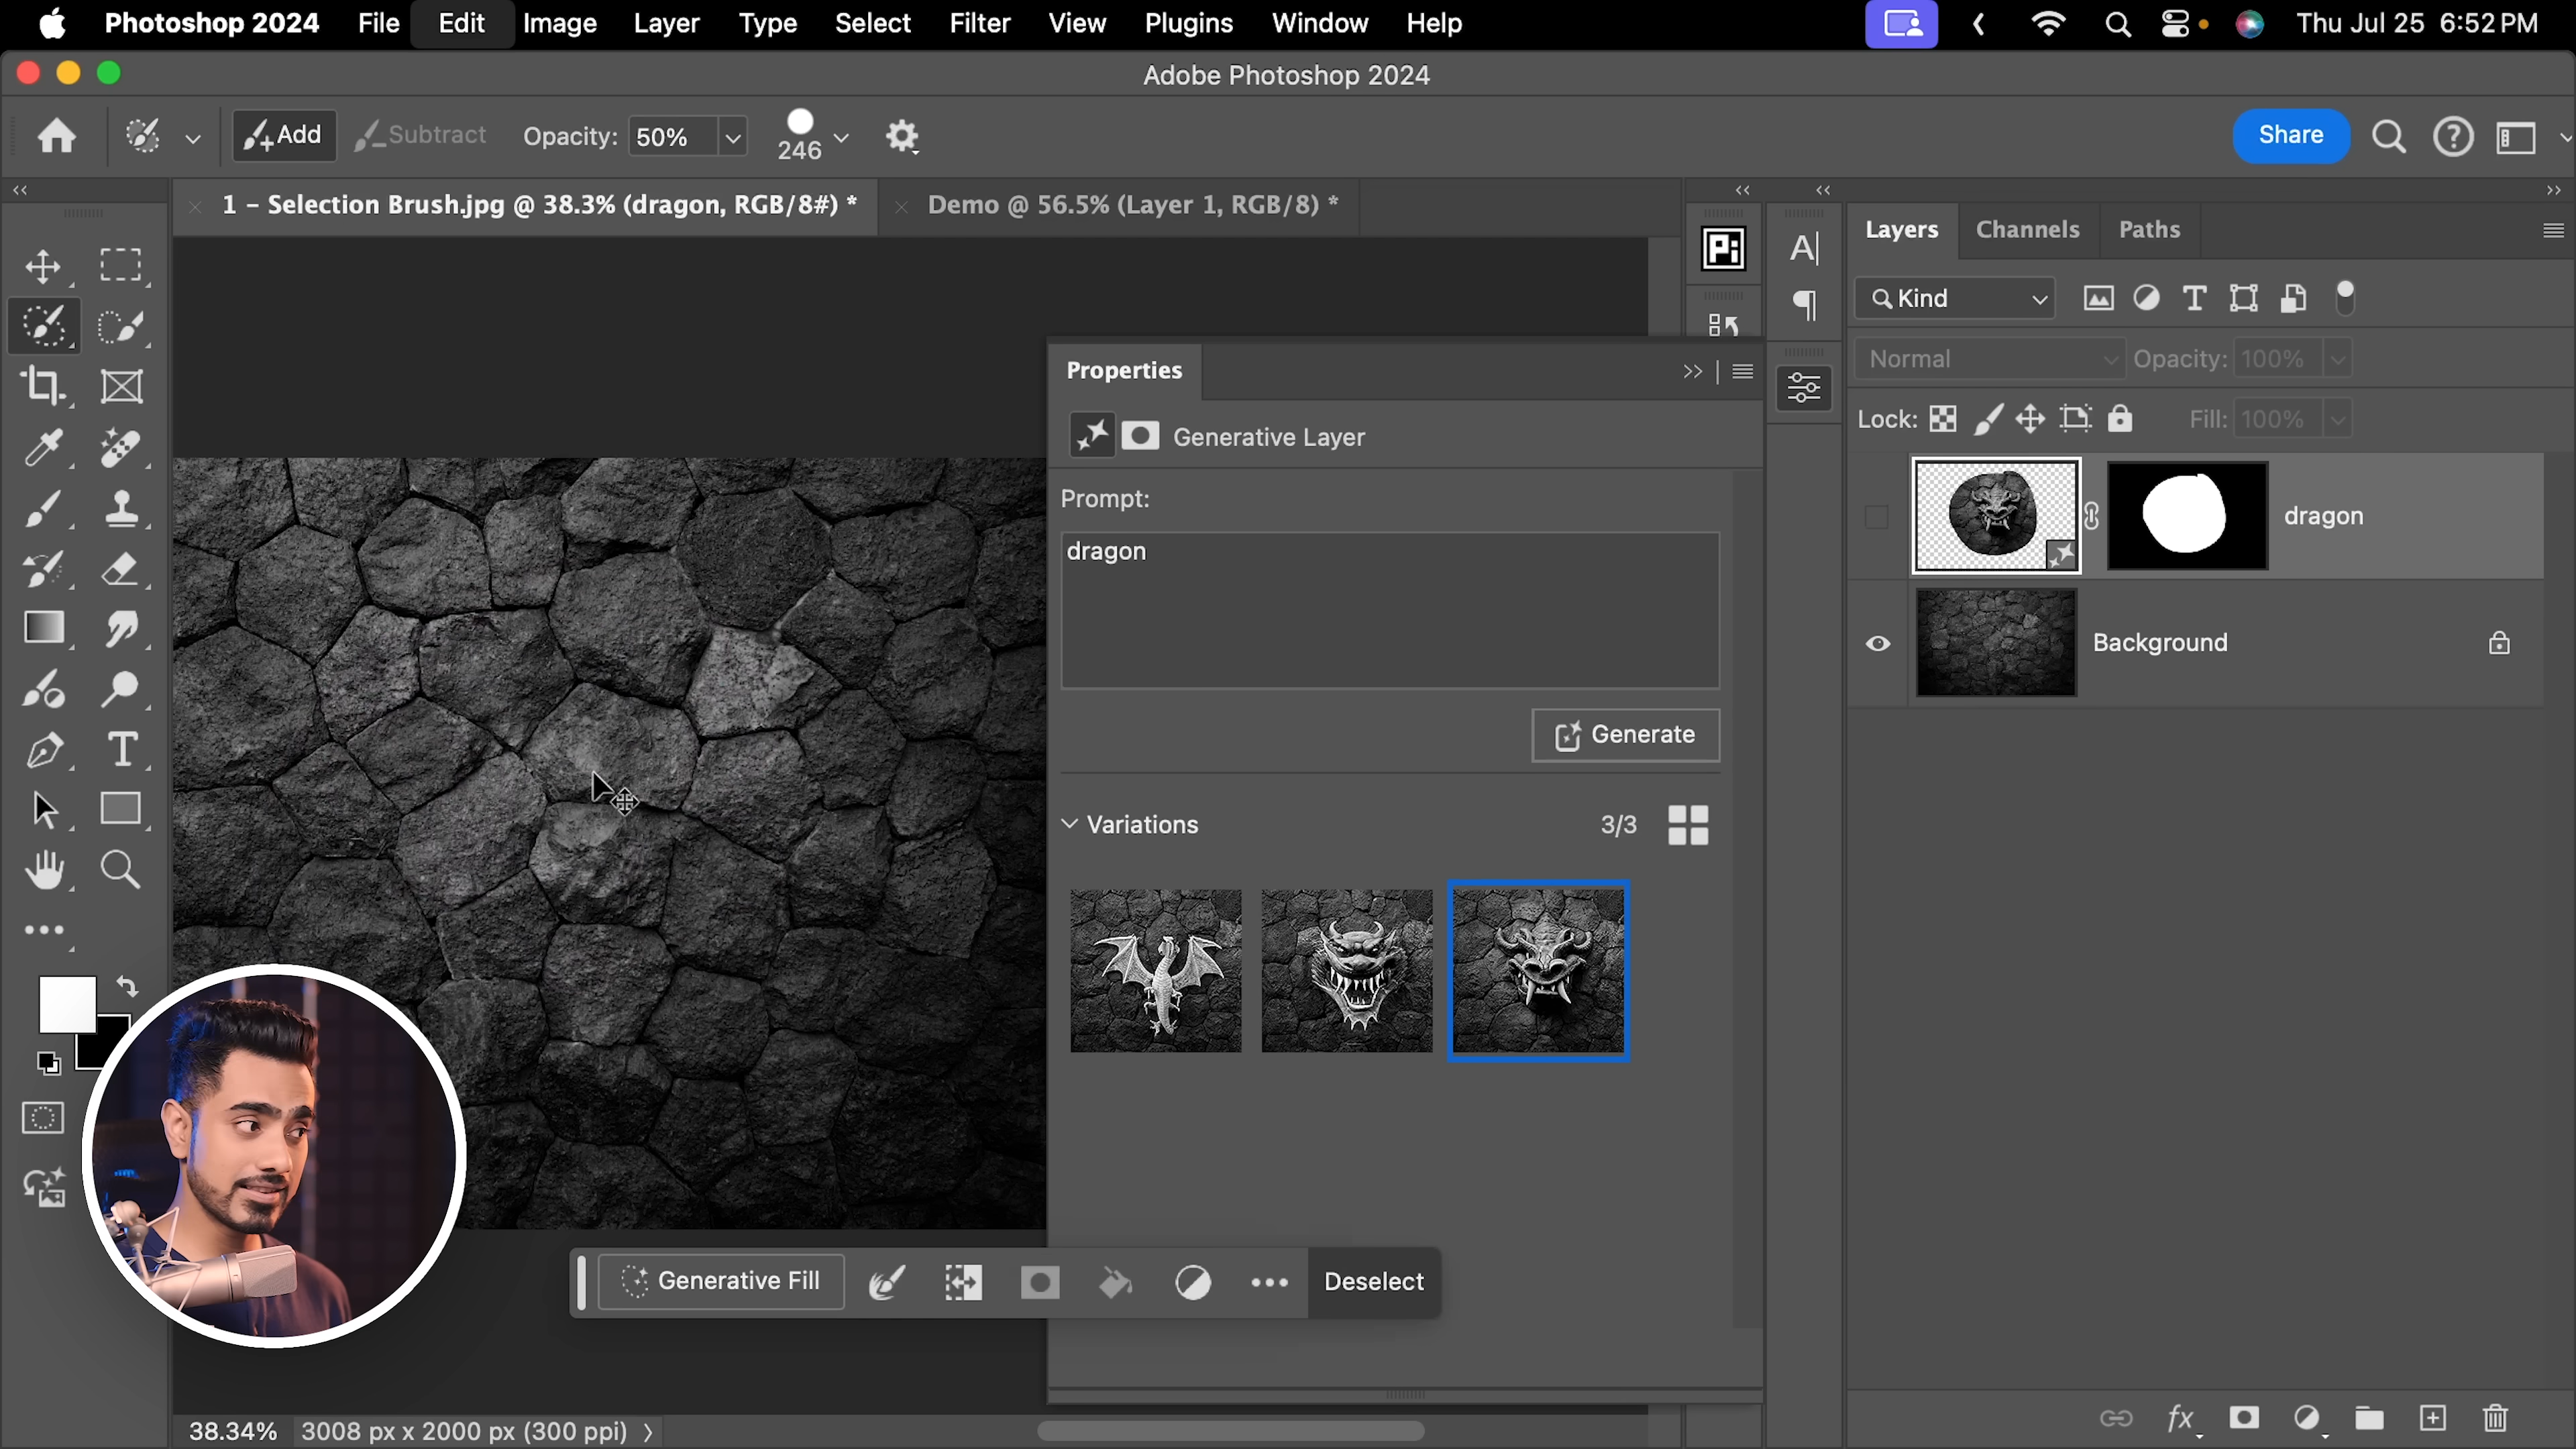 Photoshop 2024 File Edit Image Layer Type Select Filter View Plugins Window Help Thu Jul 25 6:52 PM
Adobe Photoshop 2024
Add Subtract Opacity: 50% 246 Share
1 – Selection Brush.jpg @ 38.3% (dragon, RGB/8#) * Demo @ 56.5% (Layer 1, RGB/8) *
Layers Channels Paths
Kind
Normal Opacity: 100%
Lock: Fill: 100%
dragon
Background
Properties
Generative Layer
Prompt:
dragon
Generate
Variations 3/3
Generative Fill Deselect
38.34% 3008 px x 2000 px (300 ppi)